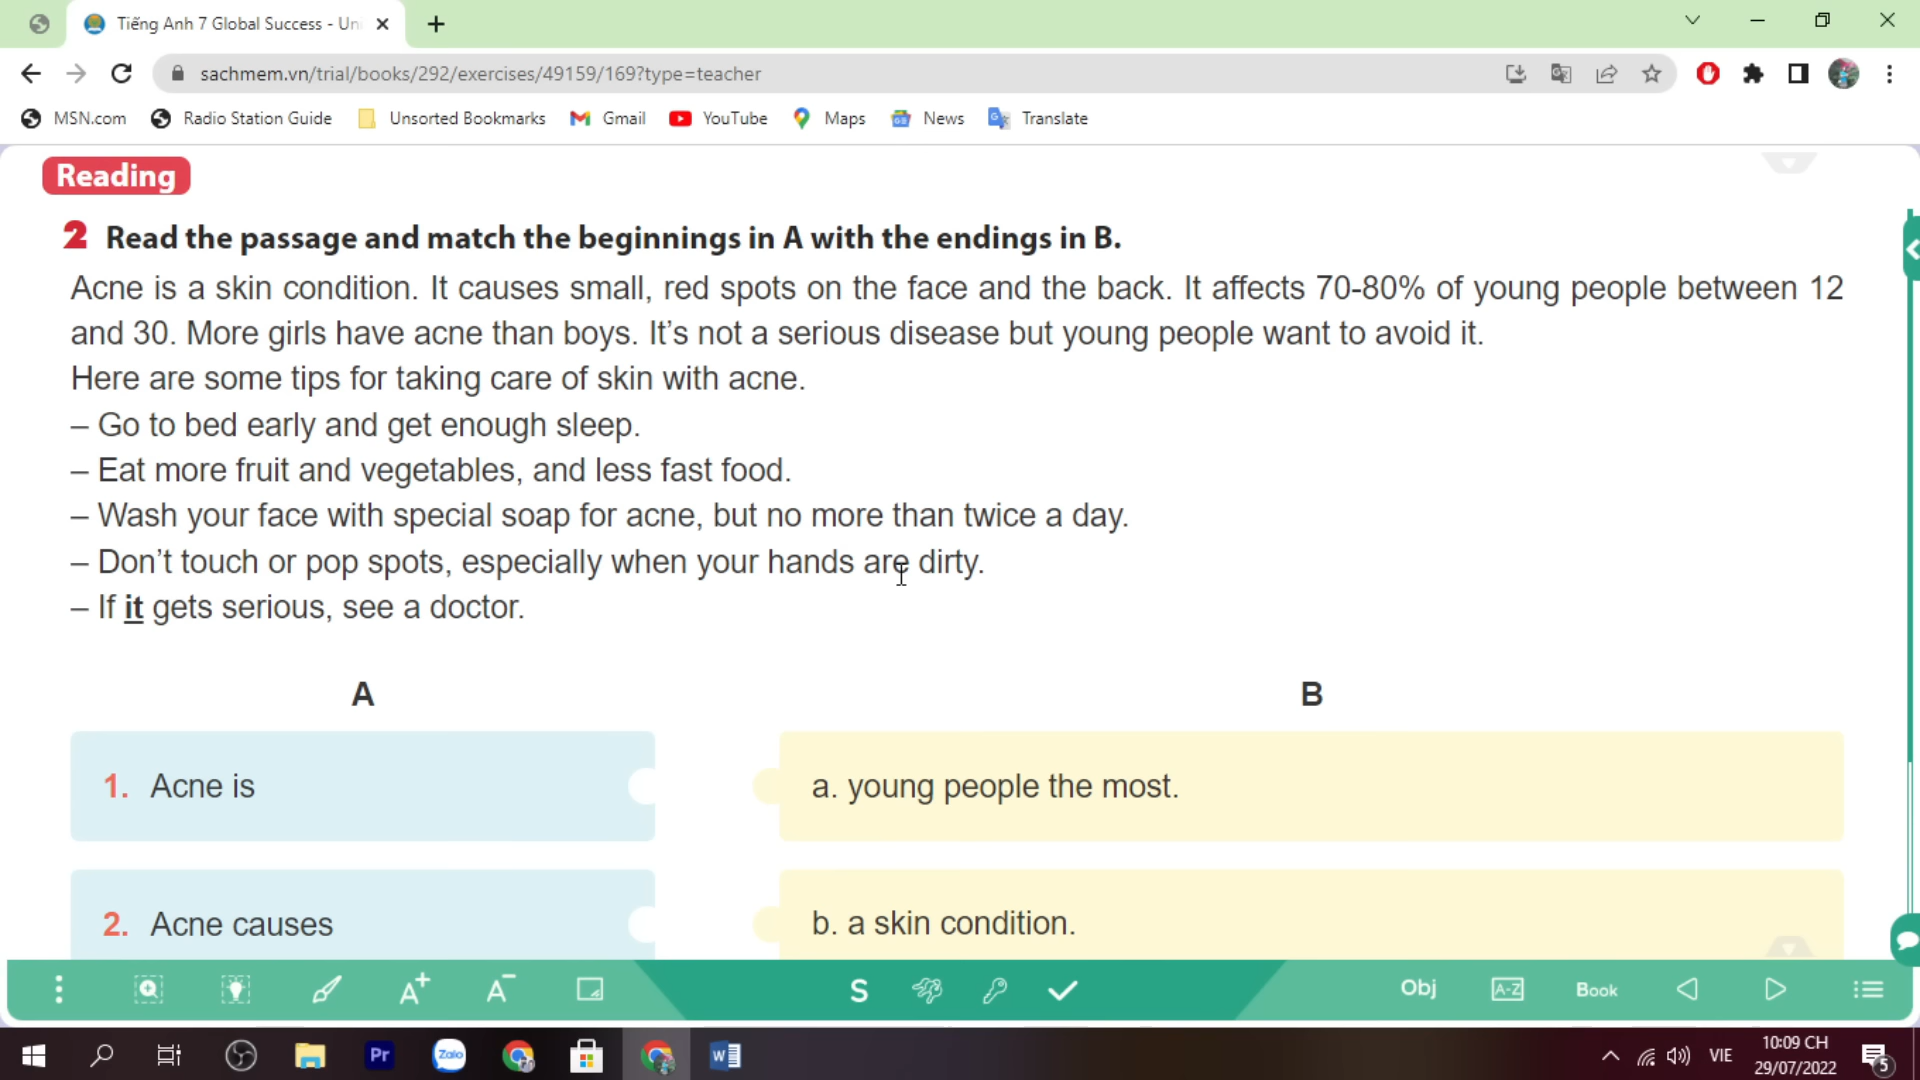 Tiếng Anh 7 Global Success - Un
sachmem.vn/trial/books/292/exercises/49159/169?type=teacher
MSN.com Radio Station Guide Unsorted Bookmarks Gmail YouTube Maps News Translate
Reading
2 Read the passage and match the beginnings in A with the endings in B.
Acne is a skin condition. It causes small, red spots on the face and the back. It affects 70-80% of young people between 12
and 30. More girls have acne than boys. It's not a serious disease but young people want to avoid it.
Here are some tips for taking care of skin with acne.
– Go to bed early and get enough sleep.
– Eat more fruit and vegetables, and less fast food.
– Wash your face with special soap for acne, but no more than twice a day.
– Don't touch or pop spots, especially when your hands are dirty.
– If it gets serious, see a doctor.
A B
1. Acne is a. young people the most.
2. Acne causes b. a skin condition.
A+ A− S Obj A-Z Book
Pr Zalo W VIE 10:09 CH
29/07/2022 5